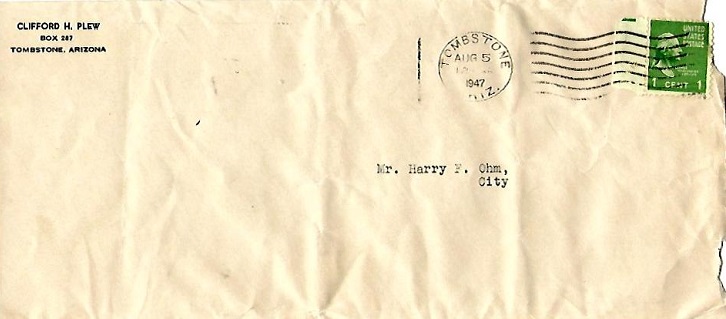 CLIFFORD H. PLEW
BOX 287
TOMBSTONE, ARIZONA
TOMBSTONE
AUG 5
1947
ARIZ.
UNITED
STATES
POSTAGE
1 CENT 1
Mr. Harry F. Ohm,
City